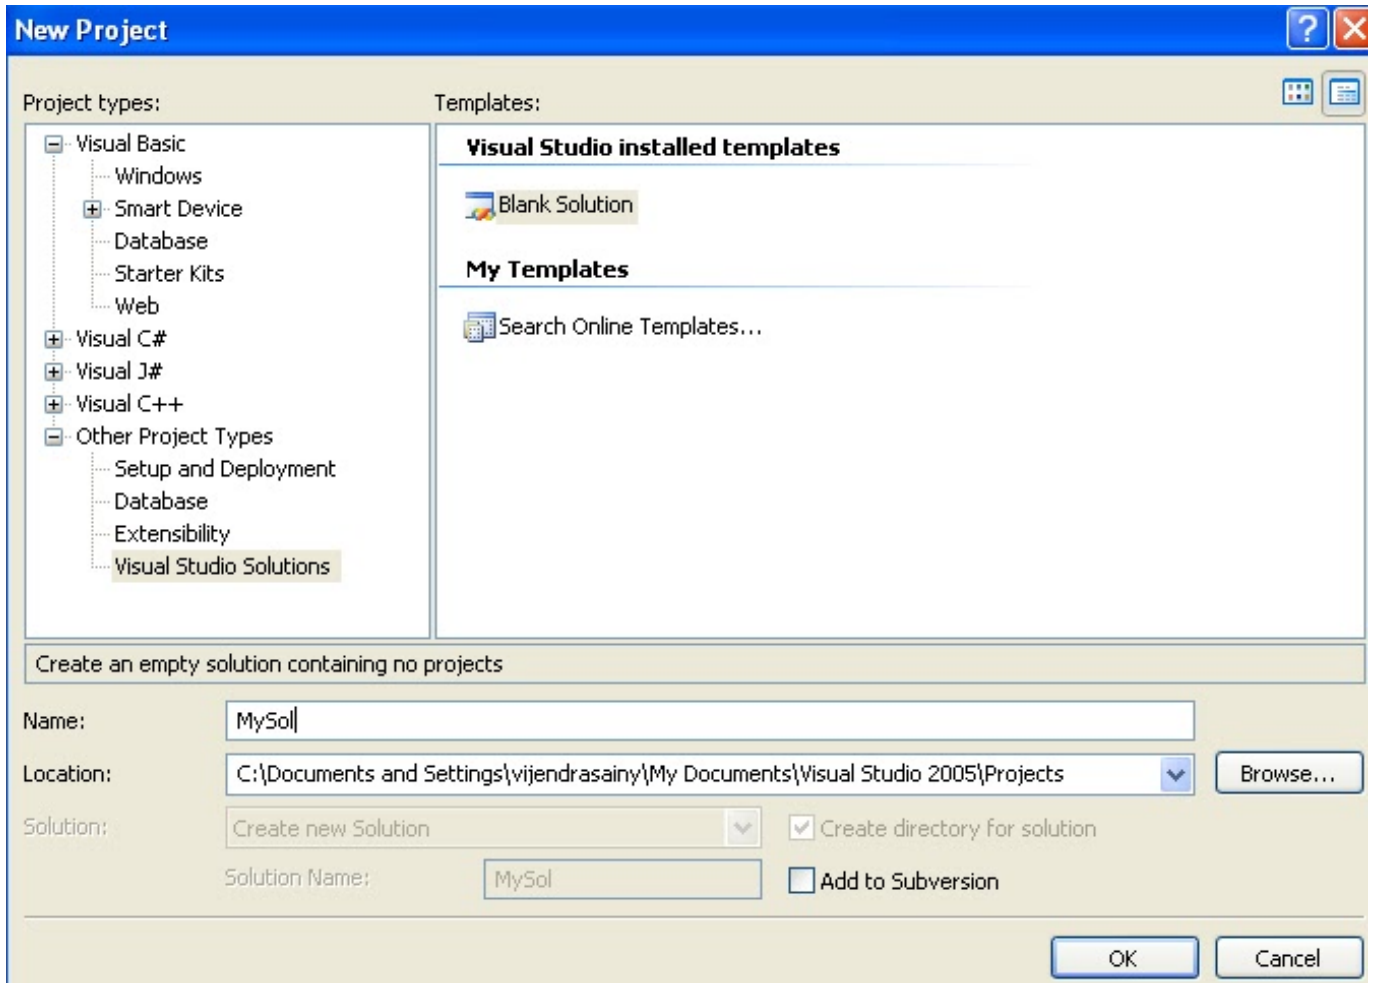 New Project
Project types:
Templates:
Visual Basic
Windows
Smart Device
Database
Starter Kits
Web
Visual C#
Visual J#
Visual C++
Other Project Types
Setup and Deployment
Database
Extensibility
Visual Studio Solutions
Visual Studio installed templates
Blank Solution
My Templates
Search Online Templates...
Create an empty solution containing no projects
Name:
MySol
Location:
C:\Documents and Settings\vijendrasainy\My Documents\Visual Studio 2005\Projects
Browse...
Solution:
Create new Solution
Create directory for solution
Solution Name:
MySol
Add to Subversion
OK
Cancel